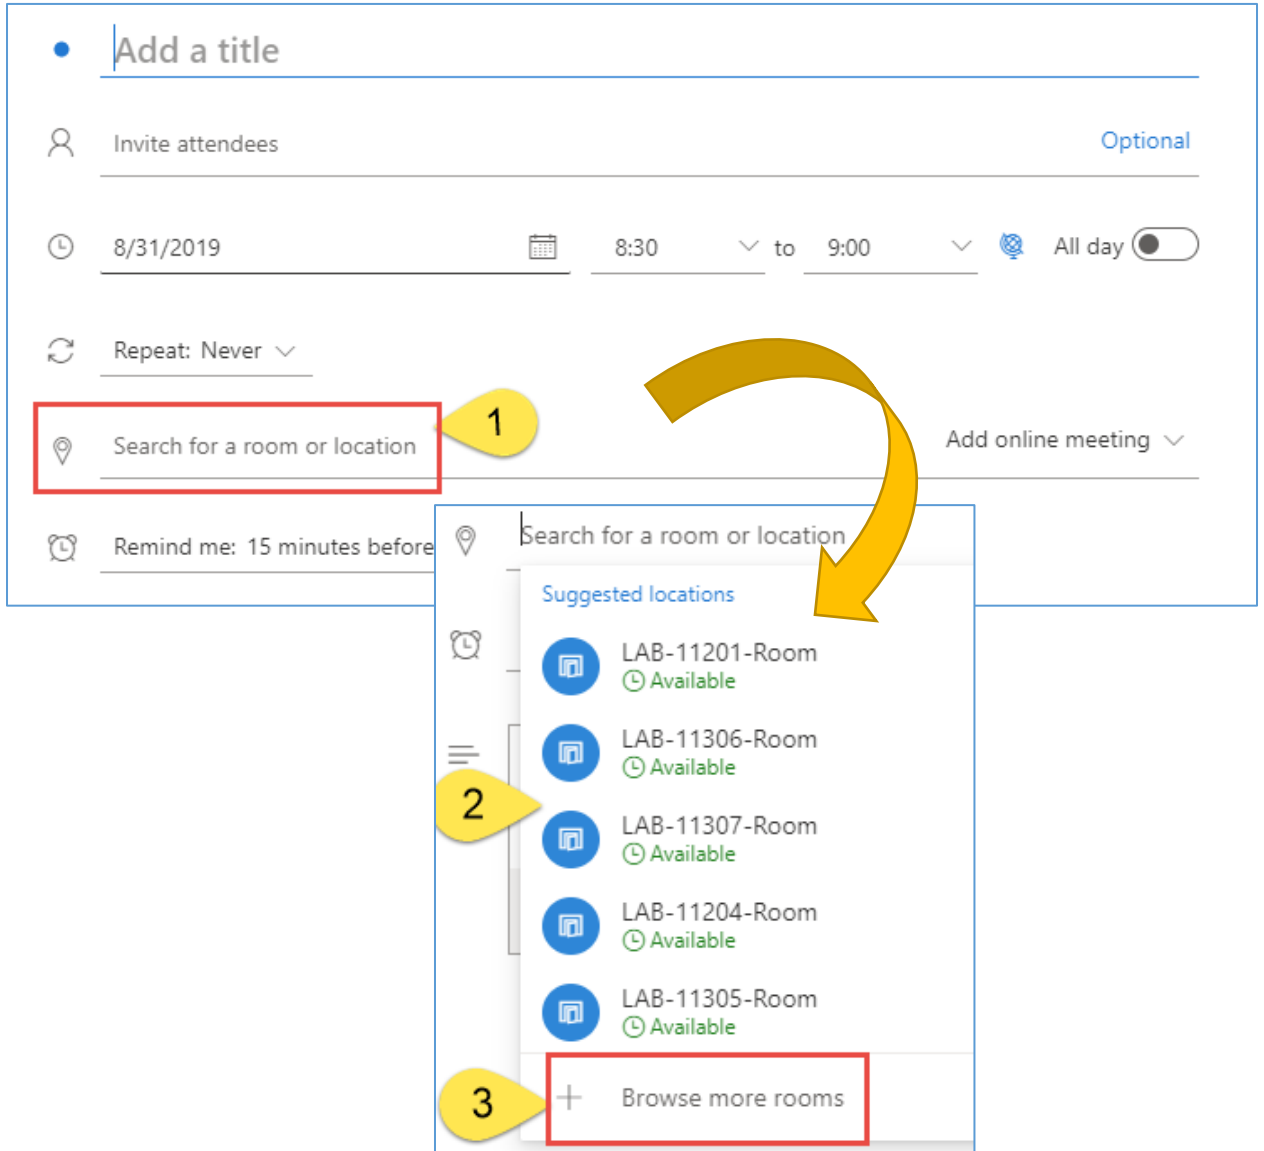 Add a title
Invite attendees Optional
8/31/2019 8:30 to 9:00 All day
Repeat: Never
1
Search for a room or location Add online meeting
Remind me: 15 minutes before
Search for a room or location
Suggested locations
LAB-11201-Room
Available
LAB-11306-Room
Available
2
LAB-11307-Room
Available
LAB-11204-Room
Available
LAB-11305-Room
Available
3
Browse more rooms